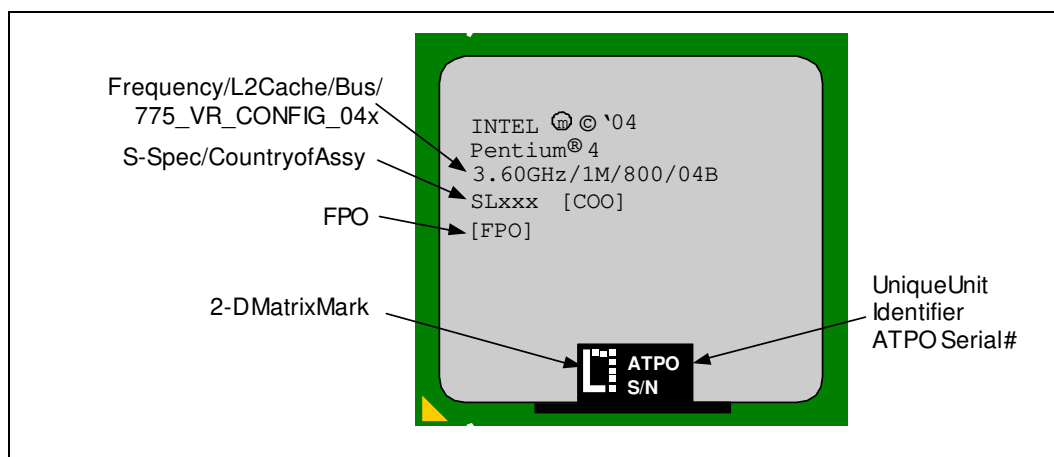 Frequency/L2Cache/Bus/
775_VR_CONFIG_04x
S-Spec/CountryofAssy
FPO
2-DMatrixMark
INTEL ⓜ © `04
Pentium® 4
3.60GHz/1M/800/04B
SLxxx [COO]
[FPO]
ATPO
S/N
UniqueUnit
Identifier
ATPO Serial#